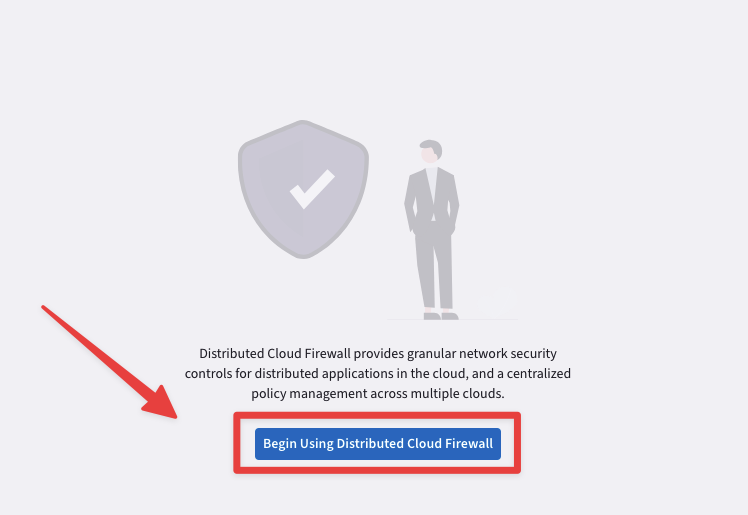 Distributed Cloud Firewall provides granular network security
controls for distributed applications in the cloud, and a centralized
policy management across multiple clouds.
Begin Using Distributed Cloud Firewall